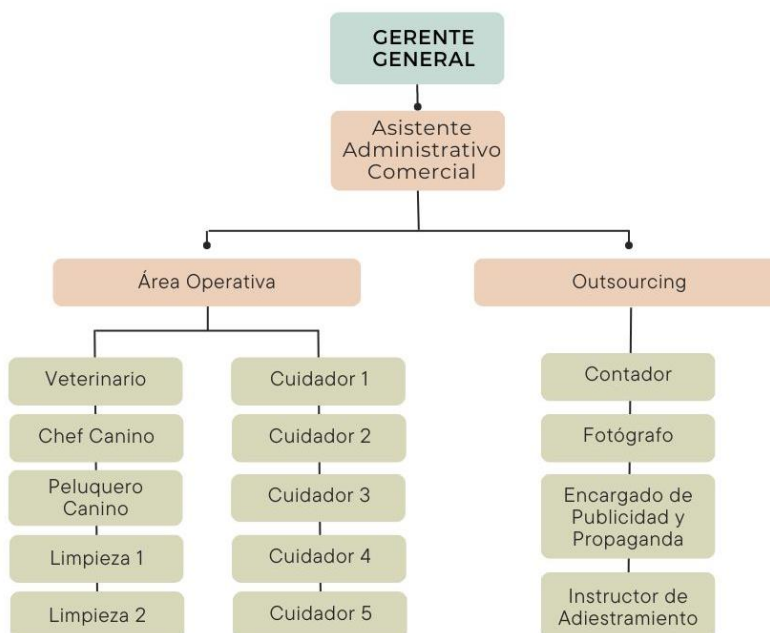 GERENTE
GENERAL
Asistente
Administrativo
Comercial
Área Operativa
Outsourcing
Veterinario
Chef Canino
Peluquero
Canino
Limpieza 1
Limpieza 2
Cuidador 1
Cuidador 2
Cuidador 3
Cuidador 4
Cuidador 5
Contador
Fotógrafo
Encargado de
Publicidad y
Propaganda
Instructor de
Adiestramiento